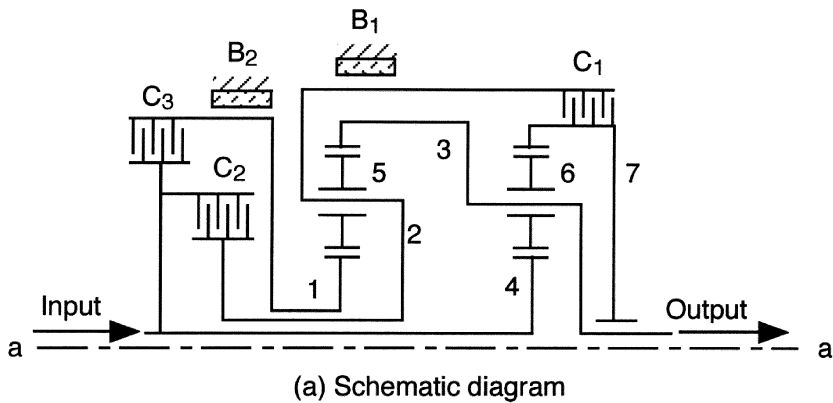 B1
B2
C1
C3
3
C2
5
6
7
2
1
4
Input
Output
a
a
(a) Schematic diagram